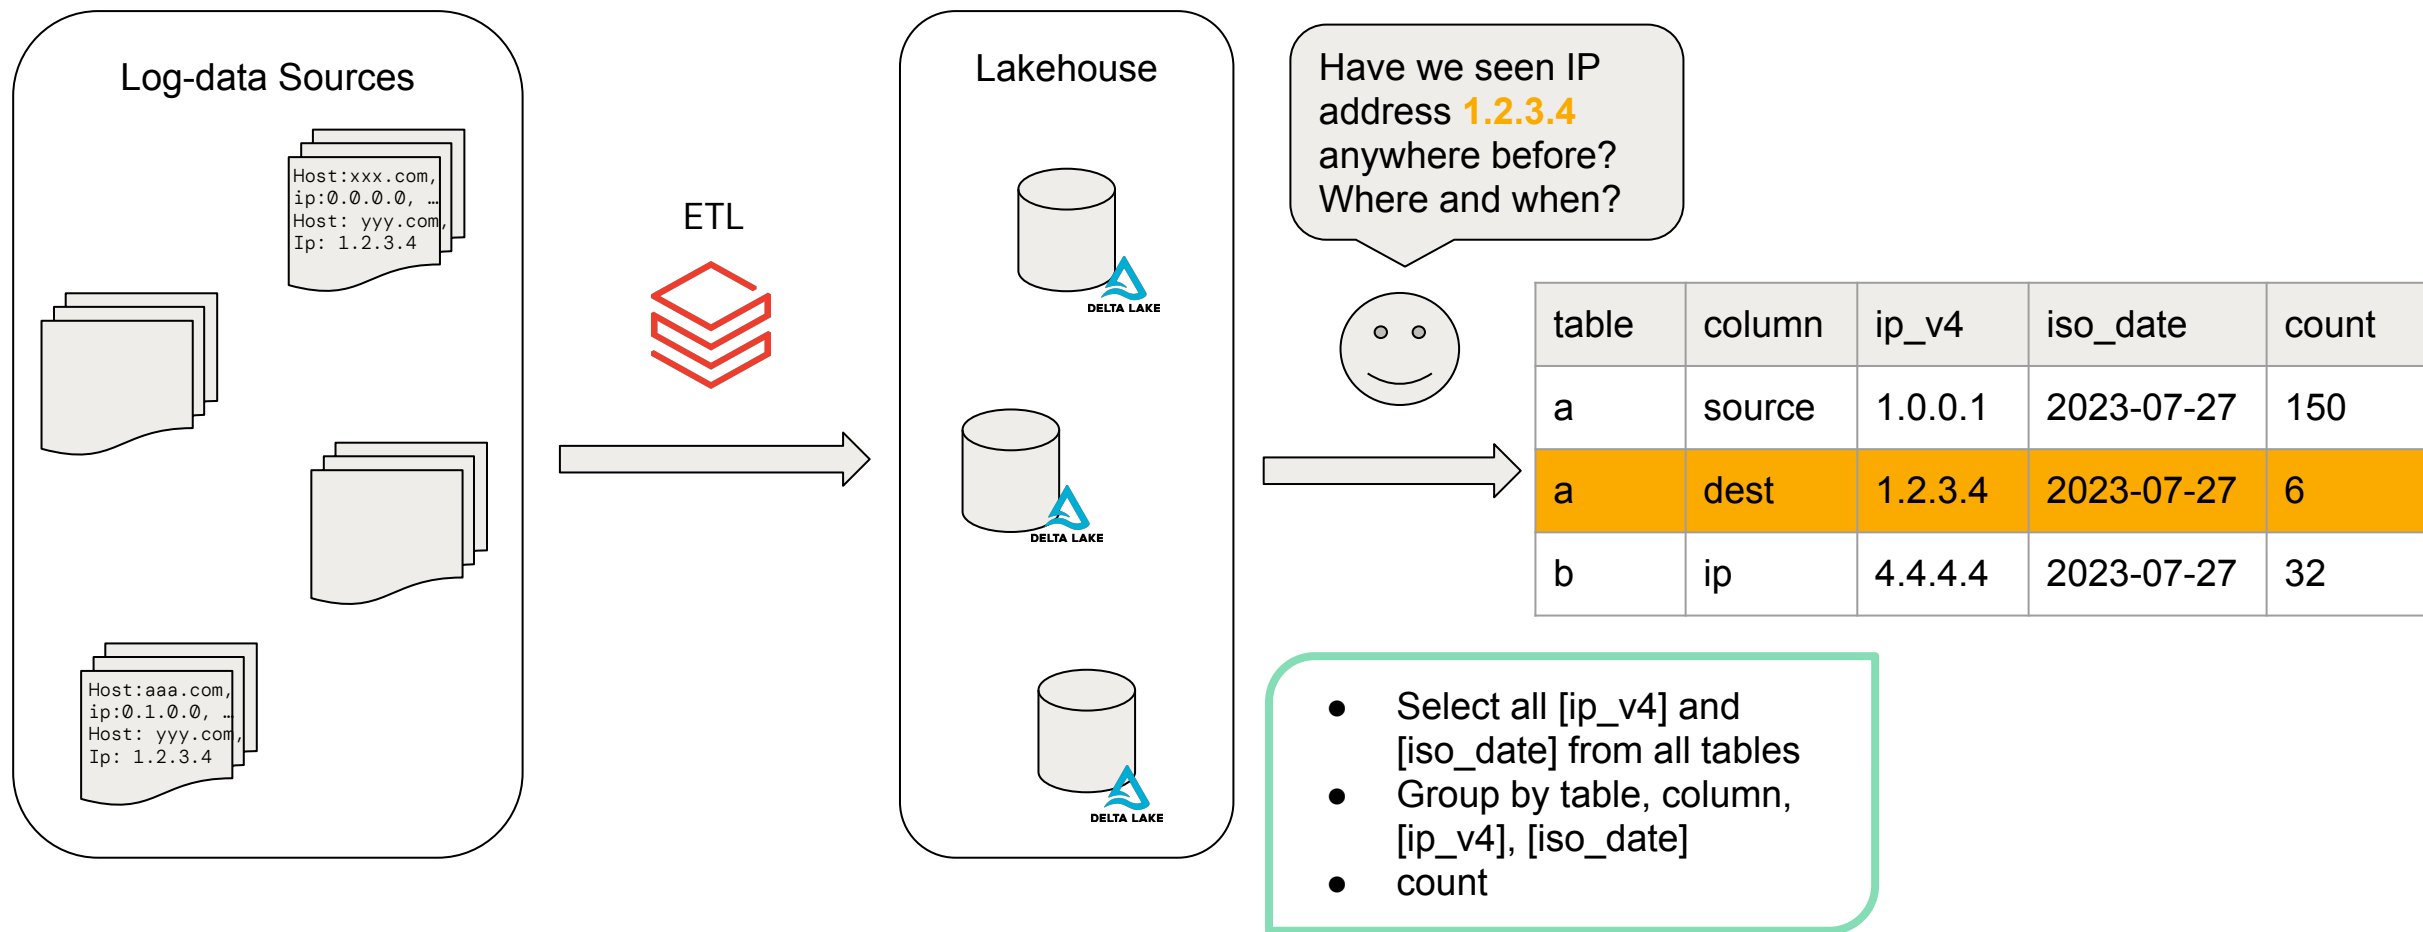 Log-data Sources
Host:xxx.com,
ip:0.0.0.0, …
Host: yyy.com,
Ip: 1.2.3.4
Host:aaa.com,
ip:0.1.0.0, …
Host: yyy.com,
Ip: 1.2.3.4
ETL
Lakehouse
DELTA LAKE
DELTA LAKE
DELTA LAKE
Have we seen IP
address 1.2.3.4
anywhere before?
Where and when?
table column ip_v4 iso_date count
a source 1.0.0.1 2023-07-27 150
a dest 1.2.3.4 2023-07-27 6
b ip 4.4.4.4 2023-07-27 32
● Select all [ip_v4] and
[iso_date] from all tables
● Group by table, column,
[ip_v4], [iso_date]
● count